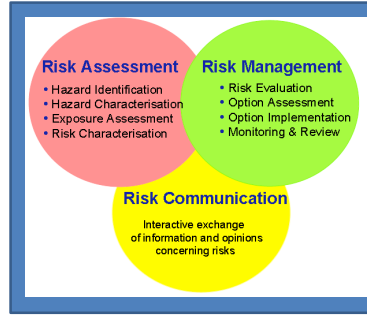 Risk Assessment
• Hazard Identification
• Hazard Characterisation
• Exposure Assessment
• Risk Characterisation
Risk Management
• Risk Evaluation
• Option Assessment
• Option Implementation
• Monitoring & Review
Risk Communication
Interactive exchange
of information and opinions
concerning risks